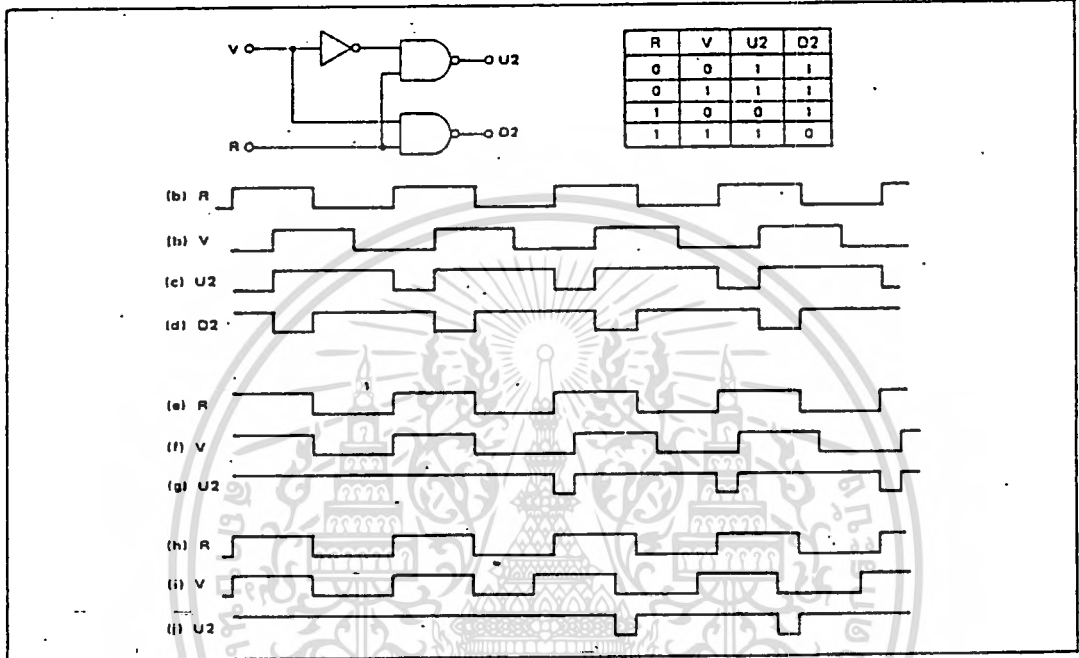 V
U2
R
D2
R V U2 D2
0 0 1 1
0 1 1 1
1 0 0 1
1 1 1 0
(b) R
(b) V
(c) U2
(d) D2
(e) R
(f) V
(g) U2
(h) R
(i) V
(j) U2